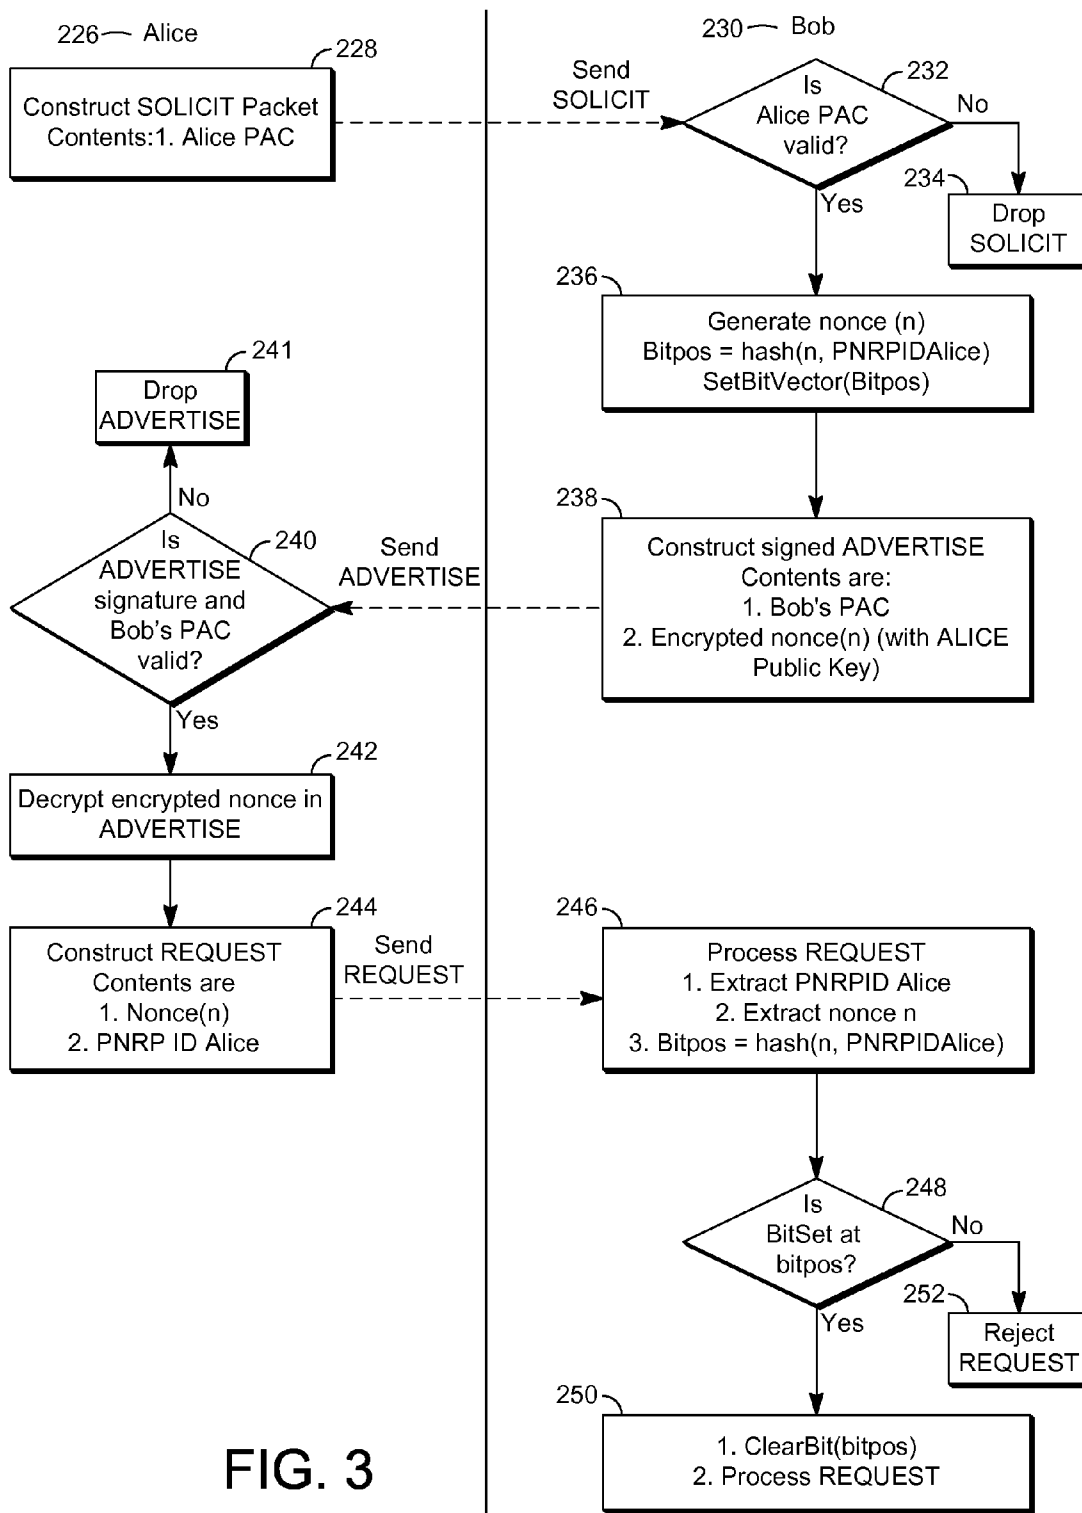 226 Alice
228
Construct SOLICIT Packet
Contents:1. Alice PAC
Send
SOLICIT
230 Bob
232
Is
Alice PAC
valid?
No
Yes
234
Drop
SOLICIT
236
Generate nonce (n)
Bitpos = hash(n, PNRPIDAlice)
SetBitVector(Bitpos)
238
Construct signed ADVERTISE
Contents are:
1. Bob's PAC
2. Encrypted nonce(n) (with ALICE
Public Key)
Send
ADVERTISE
241
Drop
ADVERTISE
No
240
Is
ADVERTISE
signature and
Bob's PAC
valid?
Yes
242
Decrypt encrypted nonce in
ADVERTISE
244
Construct REQUEST
Contents are
1. Nonce(n)
2. PNRP ID Alice
Send
REQUEST
246
Process REQUEST
1. Extract PNRPID Alice
2. Extract nonce n
3. Bitpos = hash(n, PNRPIDAlice)
248
Is
BitSet at
bitpos?
No
Yes
252
Reject
REQUEST
250
1. ClearBit(bitpos)
2. Process REQUEST
FIG. 3